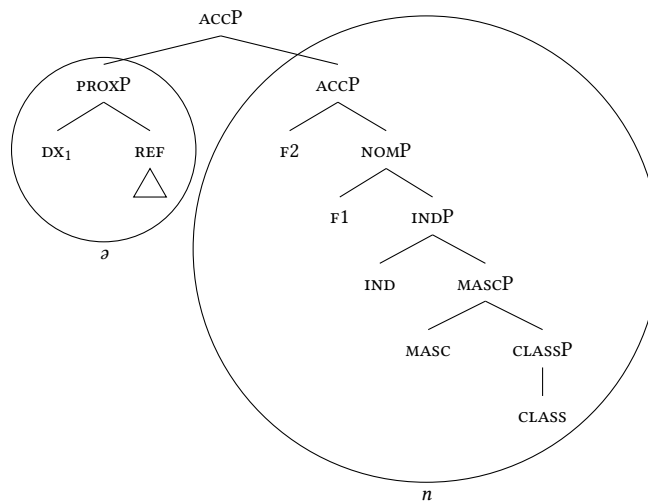 ACCP
PROXP ACCP
DX₁ REF F2 NOMP
F1 INDP
ə
IND MASCP
MASC CLASSP
CLASS
n